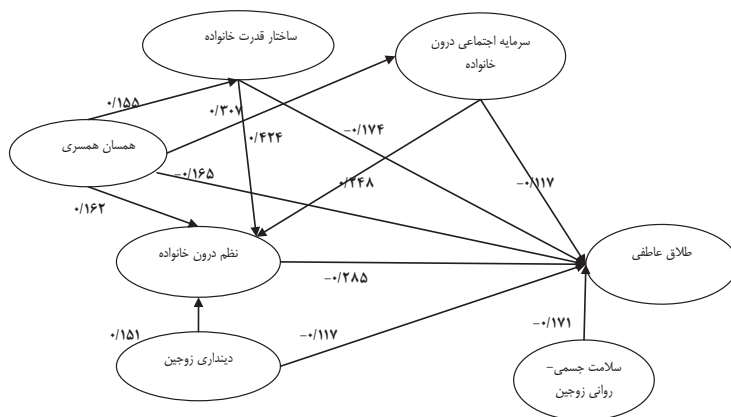 ساختار قدرت خانواده
سرمایه اجتماعی درون
خانواده
۰/۱۵۵
۰/۳۰۷
۰/۴۲۴
-۰/۱۷۴
همسان همسری
-۰/۱۶۵
۰/۲۴۸
-۰/۱۱۷
۰/۱۶۲
نظم درون خانواده
طلاق عاطفی
-۰/۲۸۵
۰/۱۵۱
-۰/۱۱۷
-۰/۱۷۱
دینداری زوجین
سلامت جسمی-
روانی زوجین